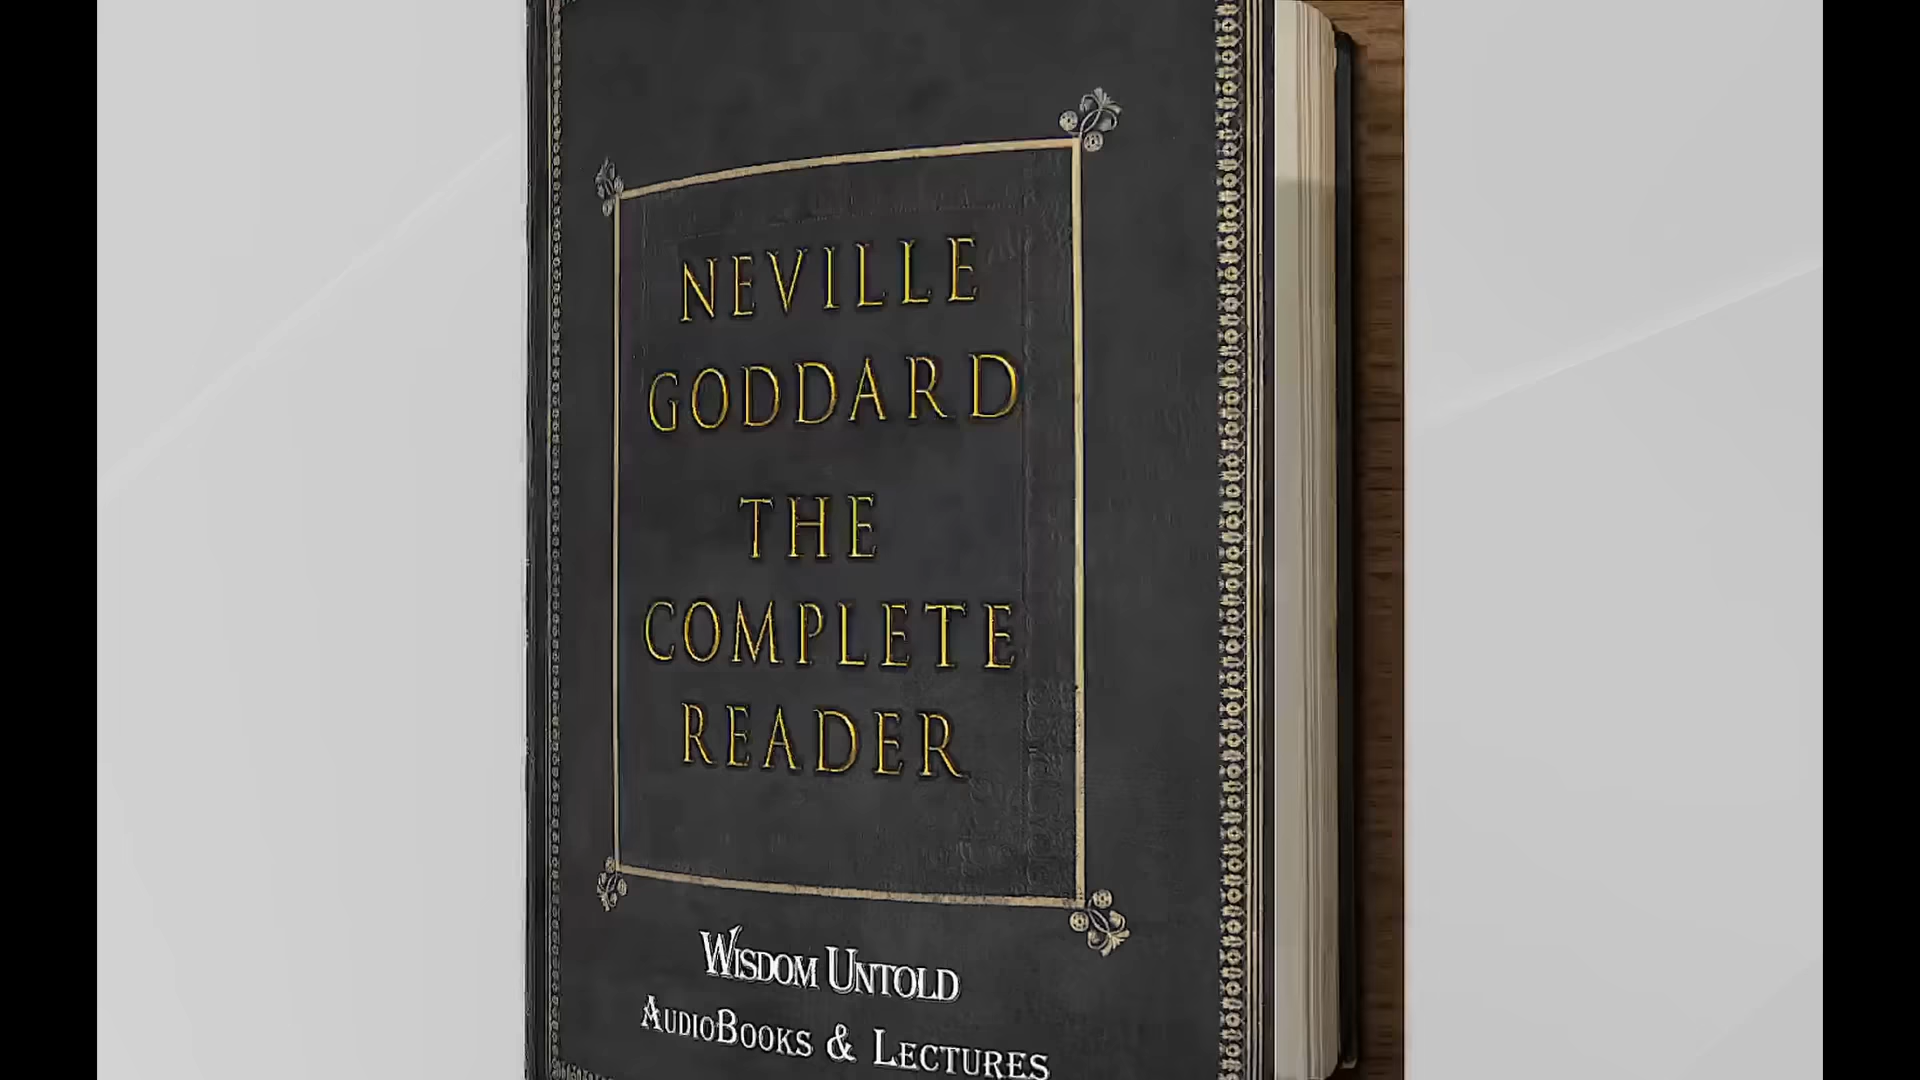 NEVILLE
GODDARD
THE
COMPLETE
READER
WISDOM UNTOLD
AUDIOBOOKS & LECTURES